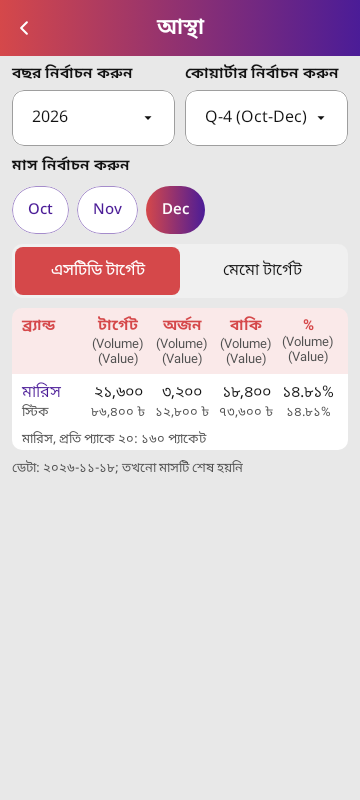 আস্থা
বছর নির্বাচন করুন
কোয়ার্টার নির্বাচন করুন
2026
Q-4 (Oct-Dec)
মাস নির্বাচন করুন
Oct Nov Dec
এসটিডি টার্গেট
মেমো টার্গেট
ব্র্যান্ড টার্গেট অর্জন বাকি %
(Volume) (Volume) (Volume) (Volume)
(Value) (Value) (Value) (Value)
মারিস ২১,৬০০ ৩,২০০ ১৮,৪০০ ১৪.৮১%
স্টিক ৮৬,৪০০ ৳ ১২,৮০০ ৳ ৭৩,৬০০ ৳ ১৪.৮১%
মারিস, প্রতি প্যাকে ২০: ১৬০ প্যাকেট
ডেটা: ২০২৬-১১-১৮; তখনো মাসটি শেষ হয়নি